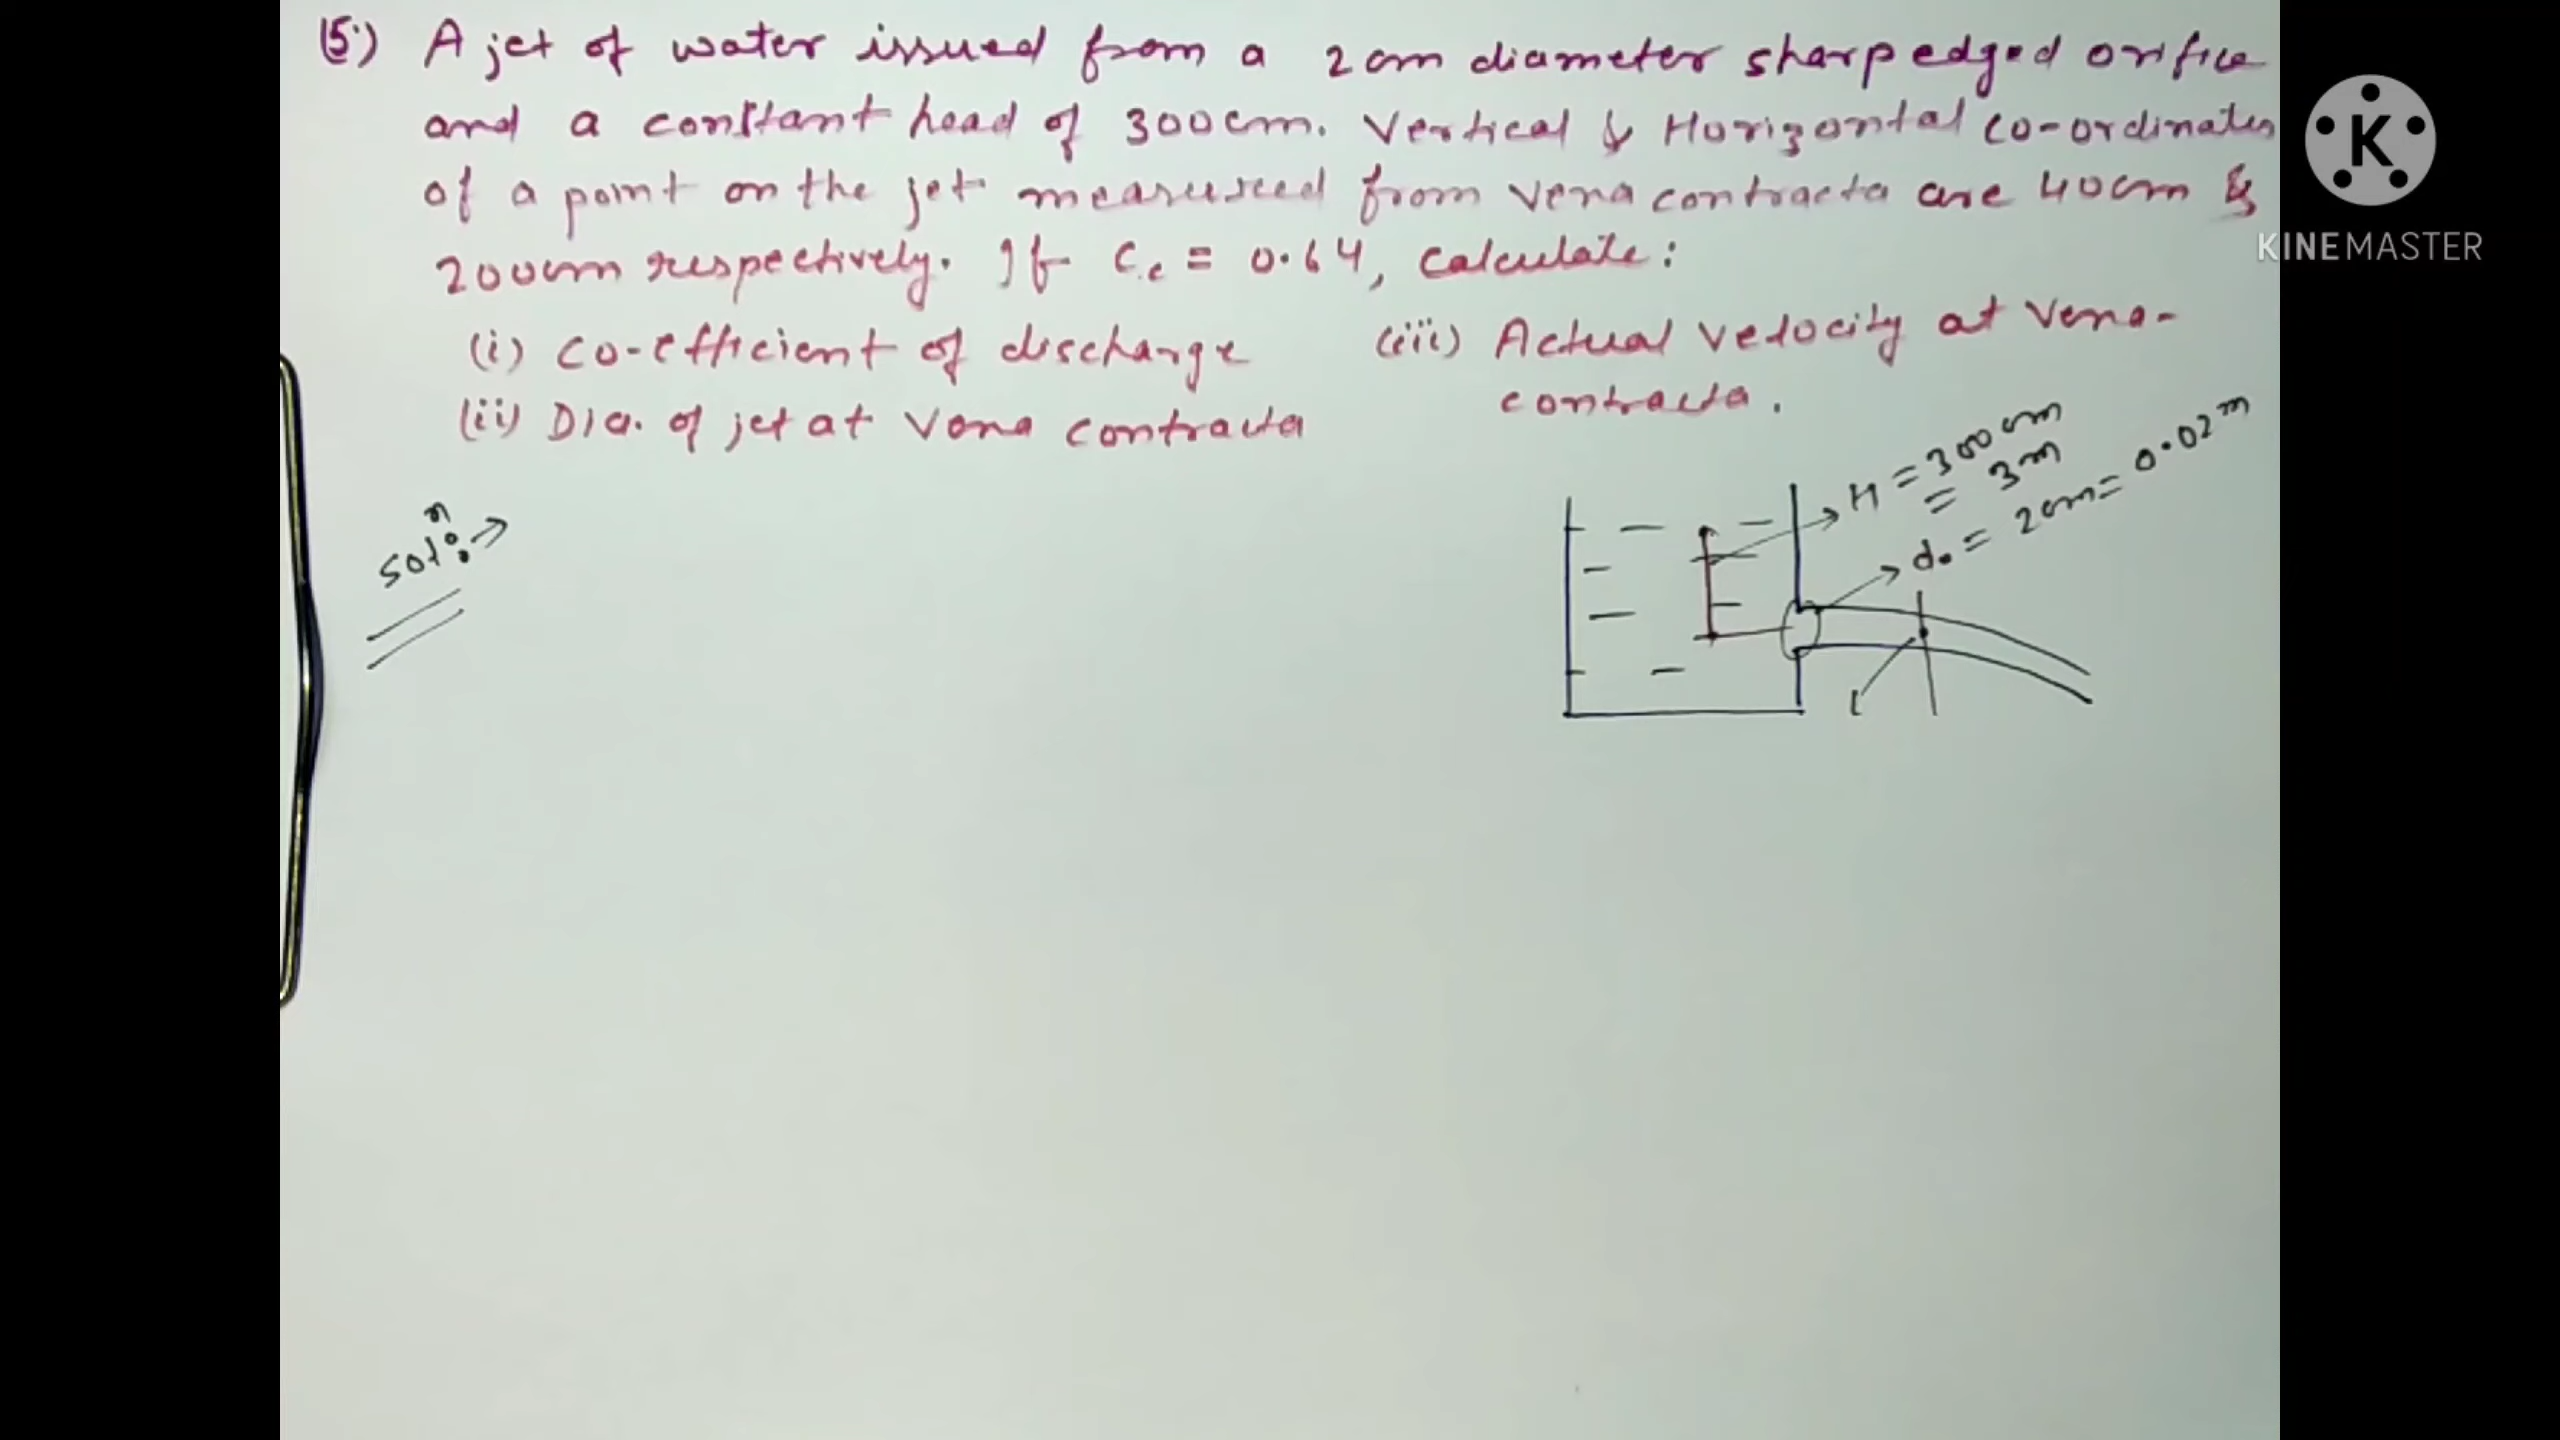 (5.) A jet of water issued from a 2cm diameter sharp edged orifice
and a constant head of 300cm. Vertical & Horizontal co-ordinates
of a point on the jet measured from vena contracta are 40cm &
200cm respectively. If Cc = 0.64, calculate:
(i) co-efficient of discharge
(ii) Dia. of jet at vena contracta
(iii) Actual velocity at vena-
contracta.
solⁿ: →
H = 300cm
= 3m
d. = 2cm = 0.02m
K
KINEMASTER